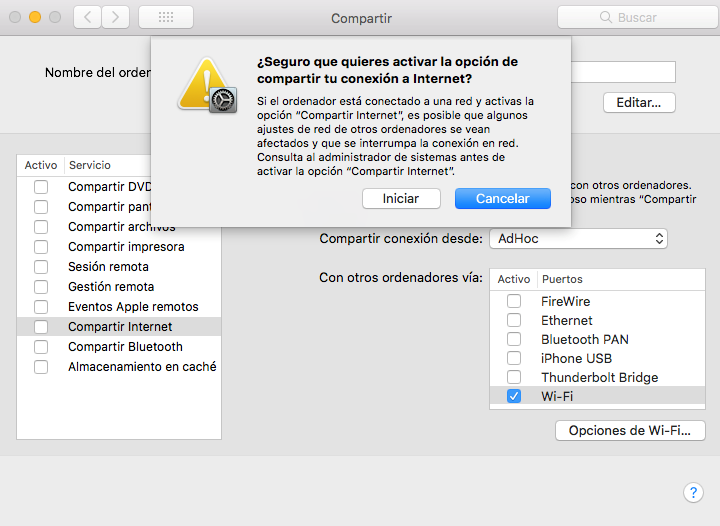 Compartir
Buscar
¿Seguro que quieres activar la opción de
compartir tu conexión a Internet?
Si el ordenador está conectado a una red y activas la
opción “Compartir Internet”, es posible que algunos
ajustes de red de otros ordenadores se vean
afectados y que se interrumpa la conexión en red.
Consulta al administrador de sistemas antes de
activar la opción “Compartir Internet”.
Iniciar
Cancelar
Nombre del orde
Editar...
Activo Servicio
Compartir DVD
Compartir pant
Compartir archivos
Compartir impresora
Sesión remota
Gestión remota
Eventos Apple remotos
Compartir Internet
Compartir Bluetooth
Almacenamiento en caché
con otros ordenadores.
oso mientras “Compartir
Compartir conexión desde: AdHoc
Con otros ordenadores vía:
Activo Puertos
FireWire
Ethernet
Bluetooth PAN
iPhone USB
Thunderbolt Bridge
Wi-Fi
Opciones de Wi-Fi...
?